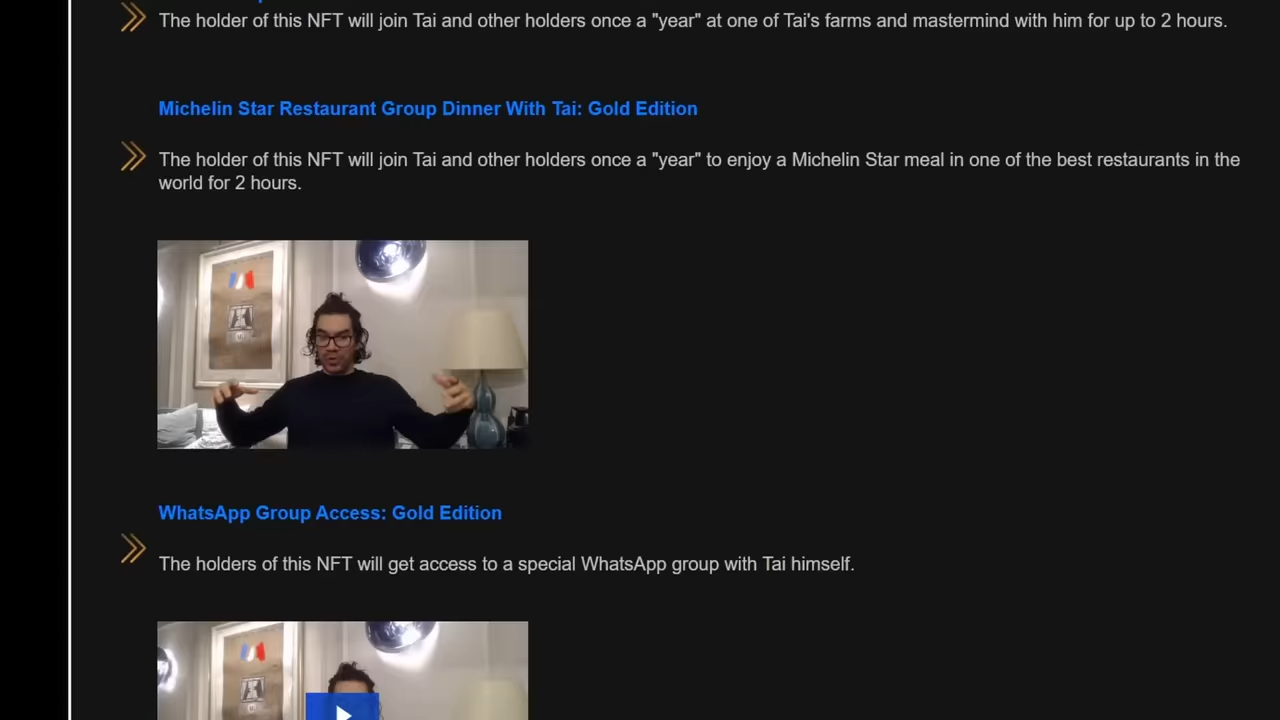 The holder of this NFT will join Tai and other holders once a "year" at one of Tai's farms and mastermind with him for up to 2 hours.
Michelin Star Restaurant Group Dinner With Tai: Gold Edition
The holder of this NFT will join Tai and other holders once a "year" to enjoy a Michelin Star meal in one of the best restaurants in the
world for 2 hours.
WhatsApp Group Access: Gold Edition
The holders of this NFT will get access to a special WhatsApp group with Tai himself.